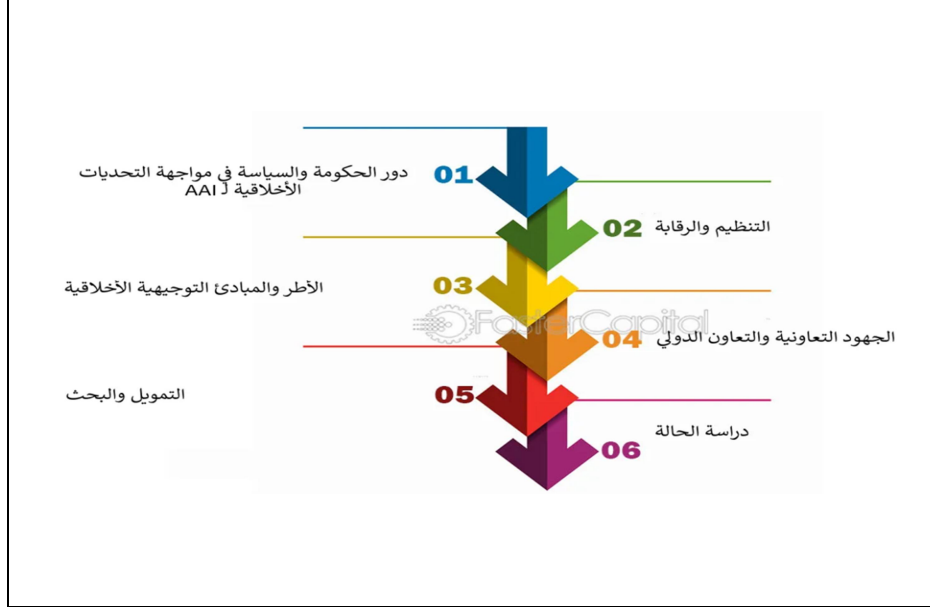 01
دور الحكومة والسياسة في مواجهة التحديات
الأخلاقية لـ AAI
02
التنظيم والرقابة
03
الأطر والمبادئ التوجيهية الأخلاقية
FasterCapital
04
الجهود التعاونية والتعاون الدولي
05
التمويل والبحث
06
دراسة الحالة